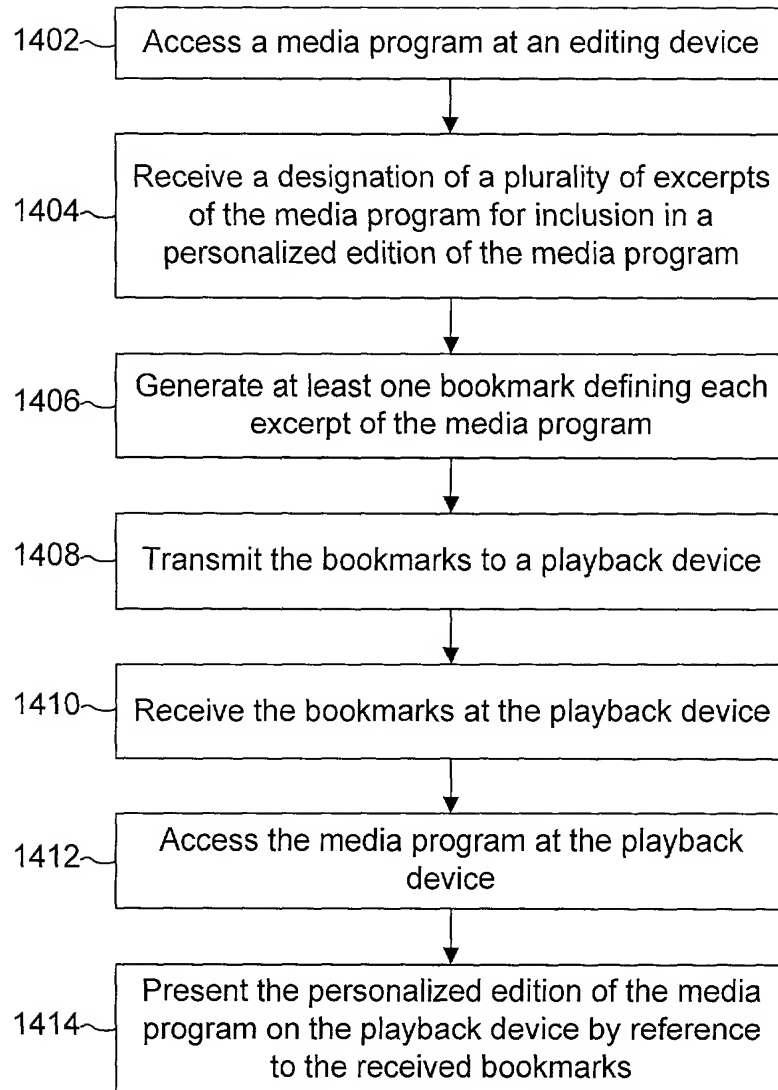 1402
Access a media program at an editing device
1404
Receive a designation of a plurality of excerpts
of the media program for inclusion in a
personalized edition of the media program
1406
Generate at least one bookmark defining each
excerpt of the media program
1408
Transmit the bookmarks to a playback device
1410
Receive the bookmarks at the playback device
1412
Access the media program at the playback
device
1414
Present the personalized edition of the media
program on the playback device by reference
to the received bookmarks